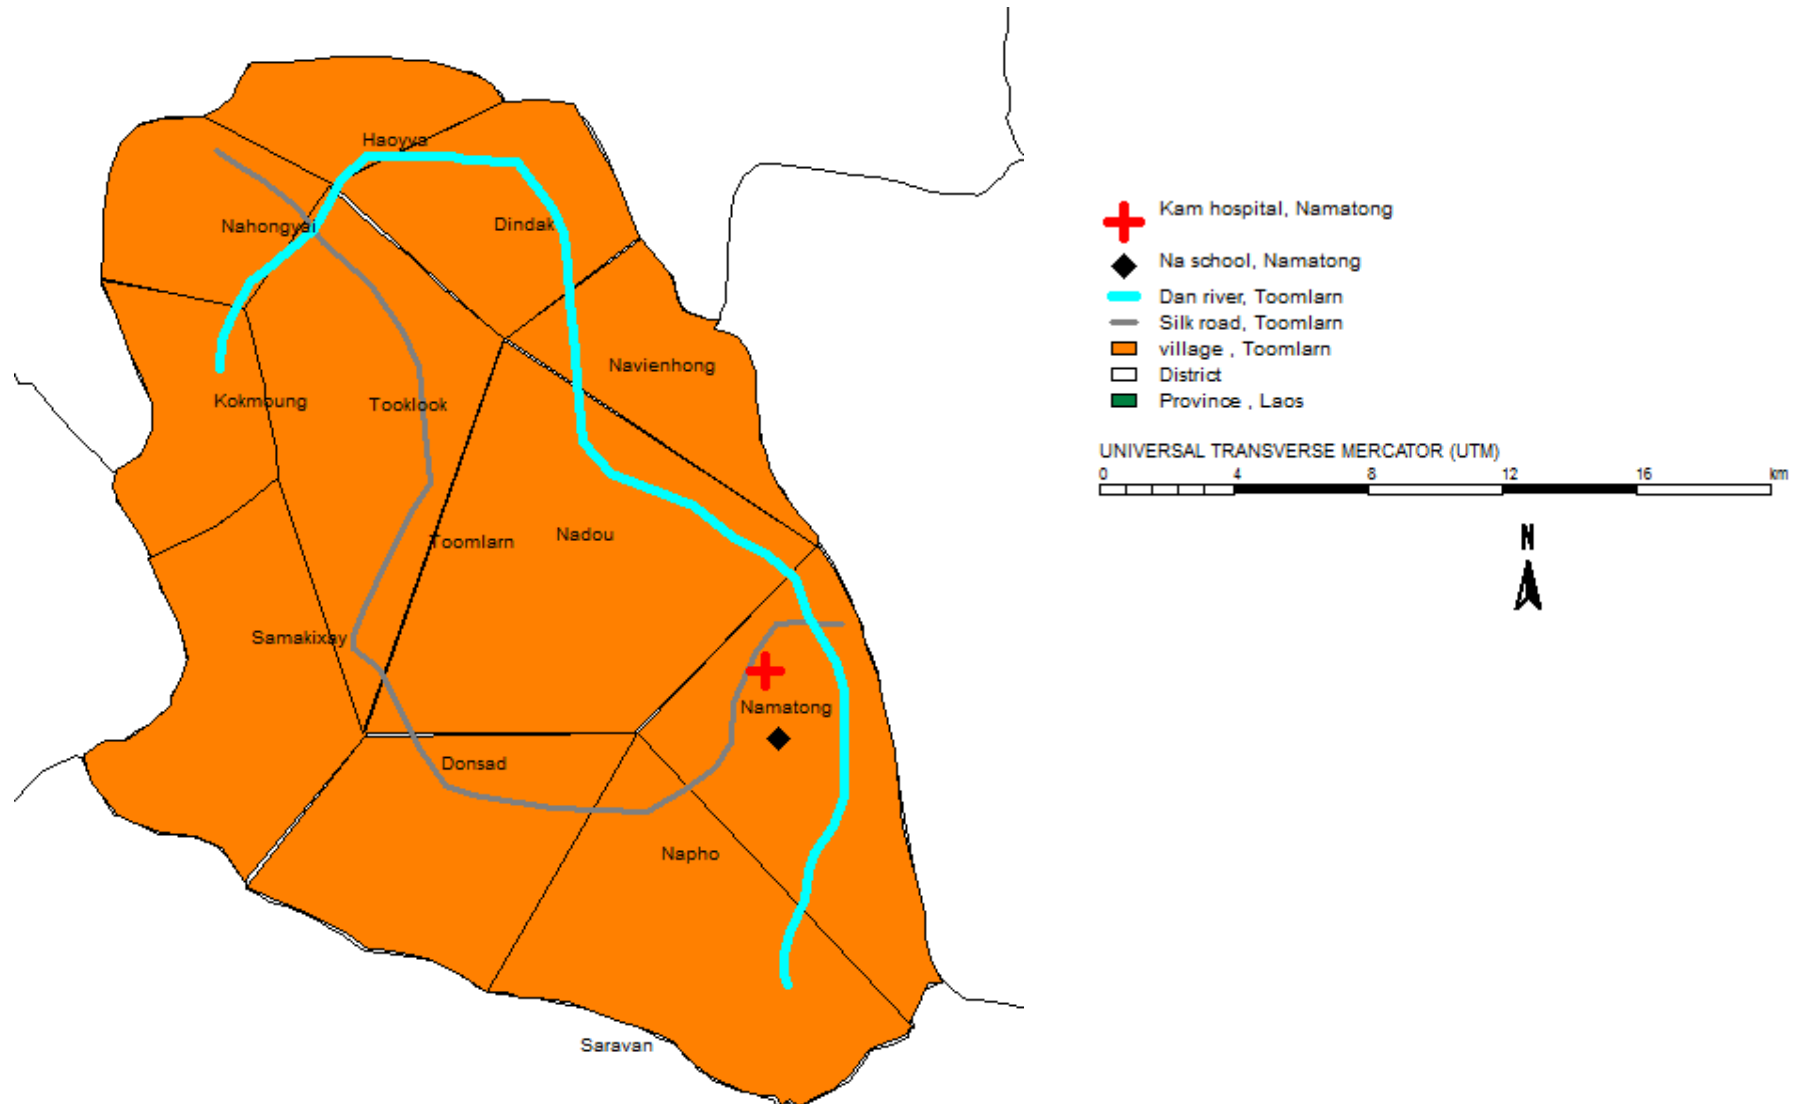 Haoyva
Nahongyai
Dindak
Navienhong
Kokmoung
Tooklook
Toomlarn
Nadou
Samakixay
Namatong
Donsad
Napho
Saravan
Kam hospital, Namatong
Na school, Namatong
Dan river, Toomlarn
Silk road, Toomlarn
village , Toomlarn
District
Province , Laos
UNIVERSAL TRANSVERSE MERCATOR (UTM)
0 4 8 12 16 km
N